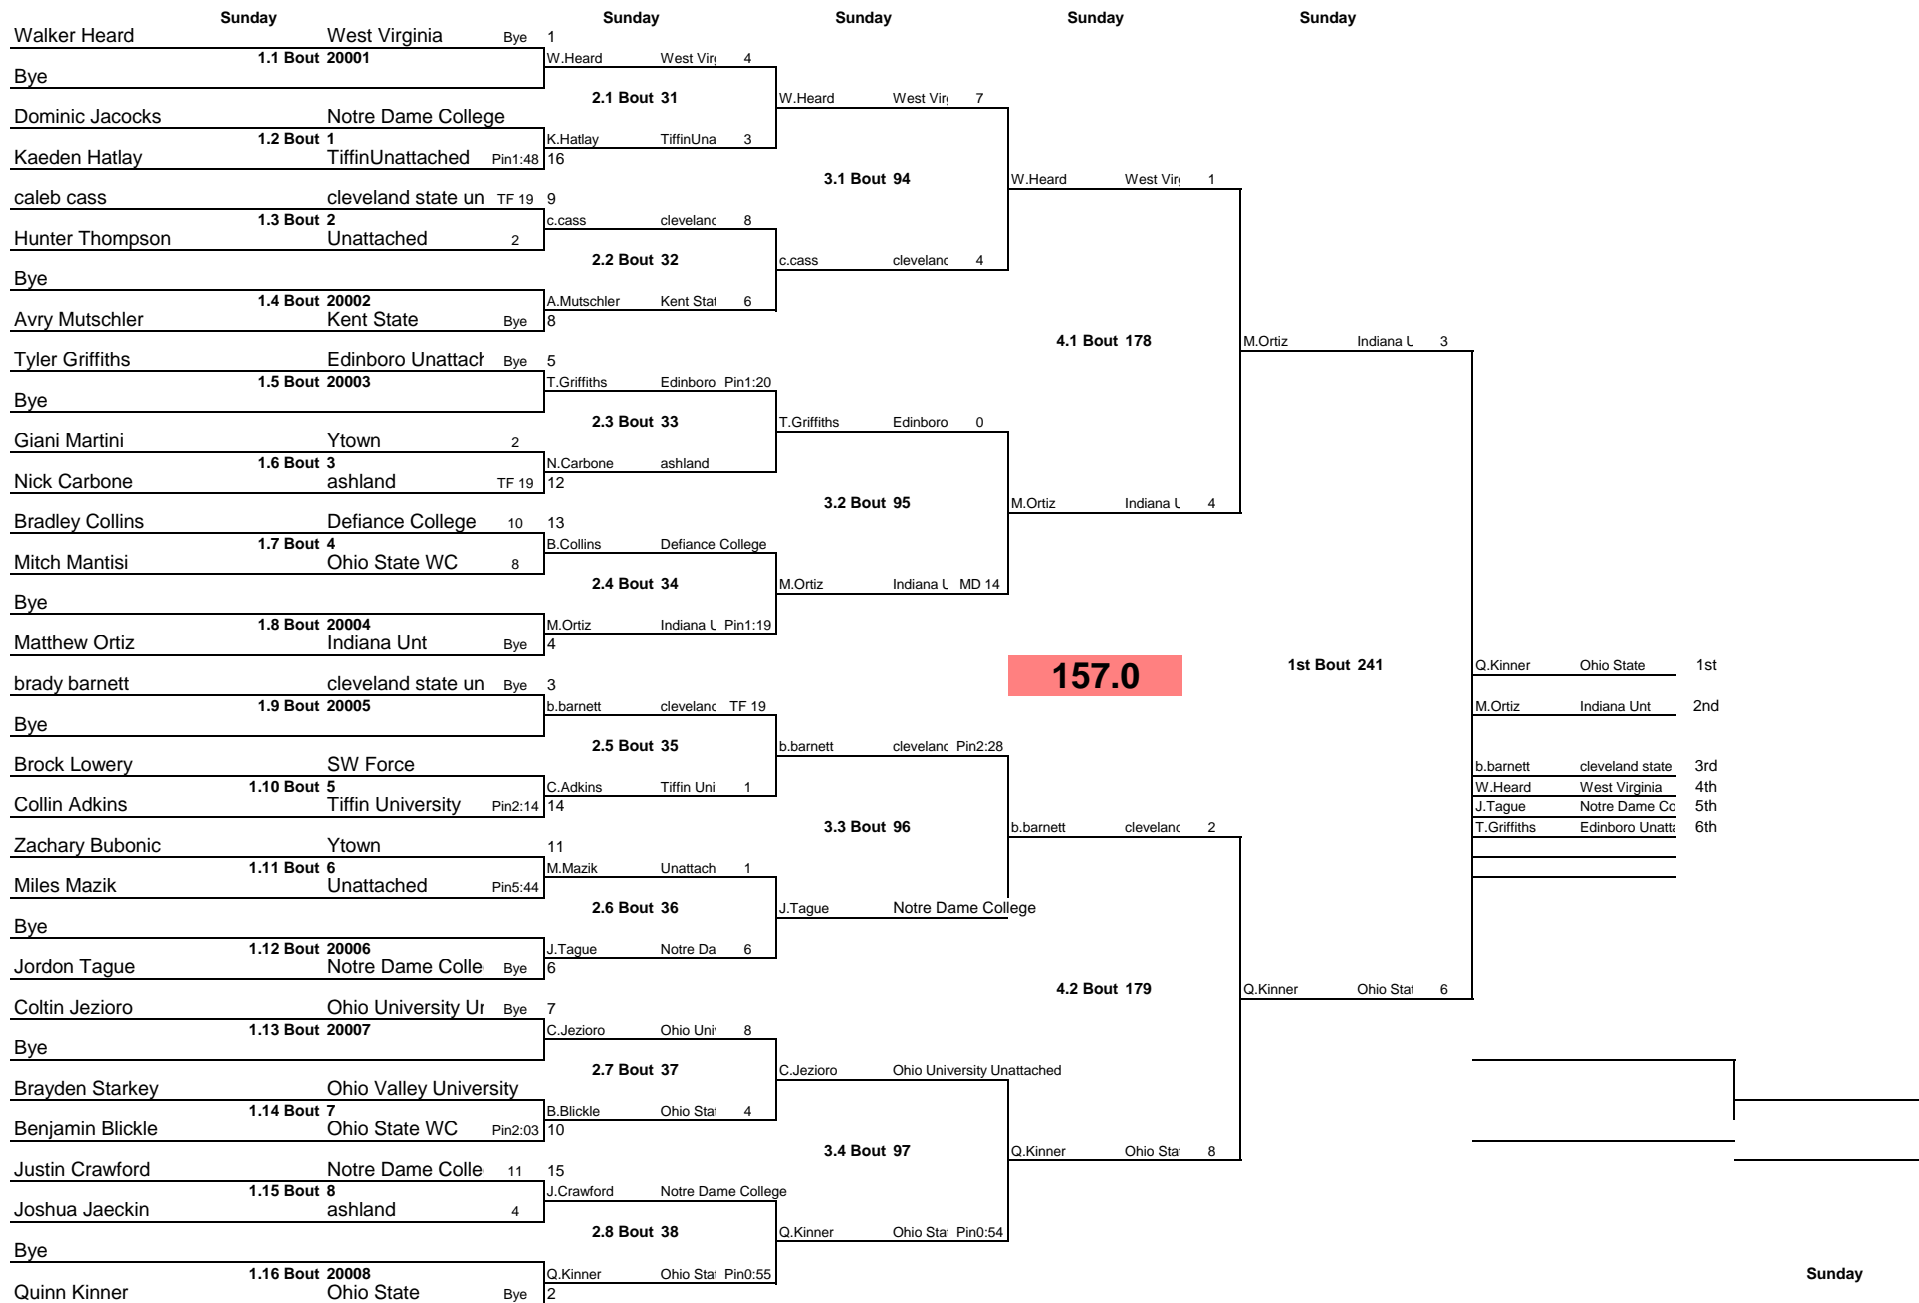 Sunday Sunday Sunday Sunday Sunday
Walker Heard West Virginia Bye 1
1.1 Bout 20001
Bye
Dominic Jacocks Notre Dame College
1.2 Bout 1
Kaeden Hatlay TiffinUnattached Pin1:48 16
caleb cass cleveland state un TF 19 9
1.3 Bout 2
Hunter Thompson Unattached 2
Bye
1.4 Bout 20002
Avry Mutschler Kent State Bye 8
Tyler Griffiths Edinboro Unattach Bye 5
1.5 Bout 20003
Bye
Giani Martini Ytown 2
1.6 Bout 3
Nick Carbone ashland TF 19 12
Bradley Collins Defiance College 10 13
1.7 Bout 4
Mitch Mantisi Ohio State WC 8
Bye
1.8 Bout 20004
Matthew Ortiz Indiana Unt Bye 4
brady barnett cleveland state un Bye 3
1.9 Bout 20005
Bye
Brock Lowery SW Force
1.10 Bout 5
Collin Adkins Tiffin University Pin2:14 14
Zachary Bubonic Ytown 11
1.11 Bout 6
Miles Mazik Unattached Pin5:44
Bye
1.12 Bout 20006
Jordon Tague Notre Dame Colle Bye 6
Coltin Jezioro Ohio University Ur Bye 7
1.13 Bout 20007
Bye
Brayden Starkey Ohio Valley University
1.14 Bout 7
Benjamin Blickle Ohio State WC Pin2:03 10
Justin Crawford Notre Dame Colle 11 15
1.15 Bout 8
Joshua Jaeckin ashland 4
Bye
1.16 Bout 20008
Quinn Kinner Ohio State Bye 2
W.Heard West Vir 4
2.1 Bout 31
K.Hatlay TiffinUna 3
c.cass cleveland 8
2.2 Bout 32
A.Mutschler Kent Stat 6
T.Griffiths Edinboro Pin1:20
2.3 Bout 33
N.Carbone ashland
B.Collins Defiance College
2.4 Bout 34
M.Ortiz Indiana Pin1:19
b.barnett cleveland TF 19
2.5 Bout 35
C.Adkins Tiffin Uni 1
M.Mazik Unattach 1
2.6 Bout 36
J.Tague Notre Da 6
C.Jezioro Ohio Uni 8
2.7 Bout 37
B.Blickle Ohio Stat 4
J.Crawford Notre Dame College
2.8 Bout 38
Q.Kinner Ohio Stat Pin0:55
W.Heard West Vir 7
3.1 Bout 94
c.cass cleveland 4
T.Griffiths Edinboro 0
3.2 Bout 95
M.Ortiz Indiana MD 14
b.barnett cleveland Pin2:28
3.3 Bout 96
J.Tague Notre Dame College
C.Jezioro Ohio University Unattached
3.4 Bout 97
Q.Kinner Ohio Stat Pin0:54
W.Heard West Vir 1
4.1 Bout 178
M.Ortiz Indiana 4
157.0
b.barnett cleveland 2
4.2 Bout 179
Q.Kinner Ohio Stat 8
M.Ortiz Indiana 3
1st Bout 241
Q.Kinner Ohio Stat 6
Q.Kinner Ohio State 1st
M.Ortiz Indiana Unt 2nd
b.barnett cleveland state 3rd
W.Heard West Virginia 4th
J.Tague Notre Dame Co 5th
T.Griffiths Edinboro Unatta 6th
Sunday